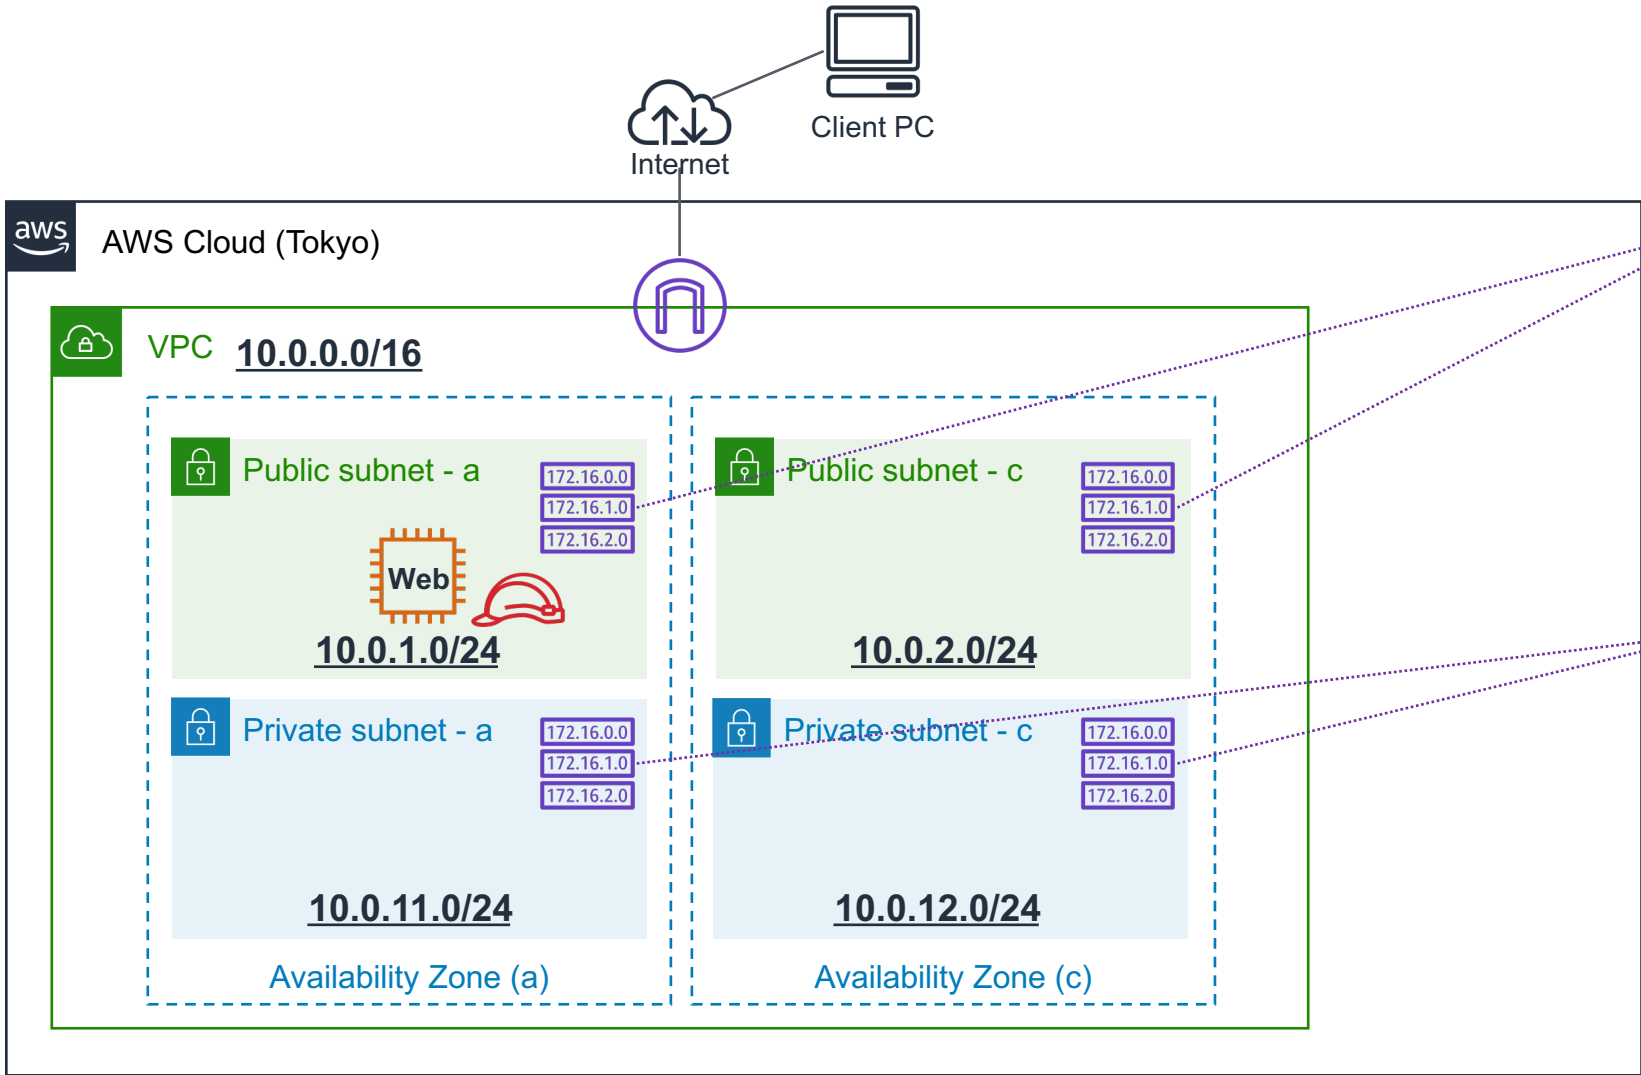 Client PC
Internet
aws
AWS Cloud (Tokyo)
VPC 10.0.0.0/16
Public subnet - a
172.16.0.0
172.16.1.0
172.16.2.0
Web
10.0.1.0/24
Public subnet - c
172.16.0.0
172.16.1.0
172.16.2.0
10.0.2.0/24
Private subnet - a
172.16.0.0
172.16.1.0
172.16.2.0
10.0.11.0/24
Private subnet - c
172.16.0.0
172.16.1.0
172.16.2.0
10.0.12.0/24
Availability Zone (a)
Availability Zone (c)